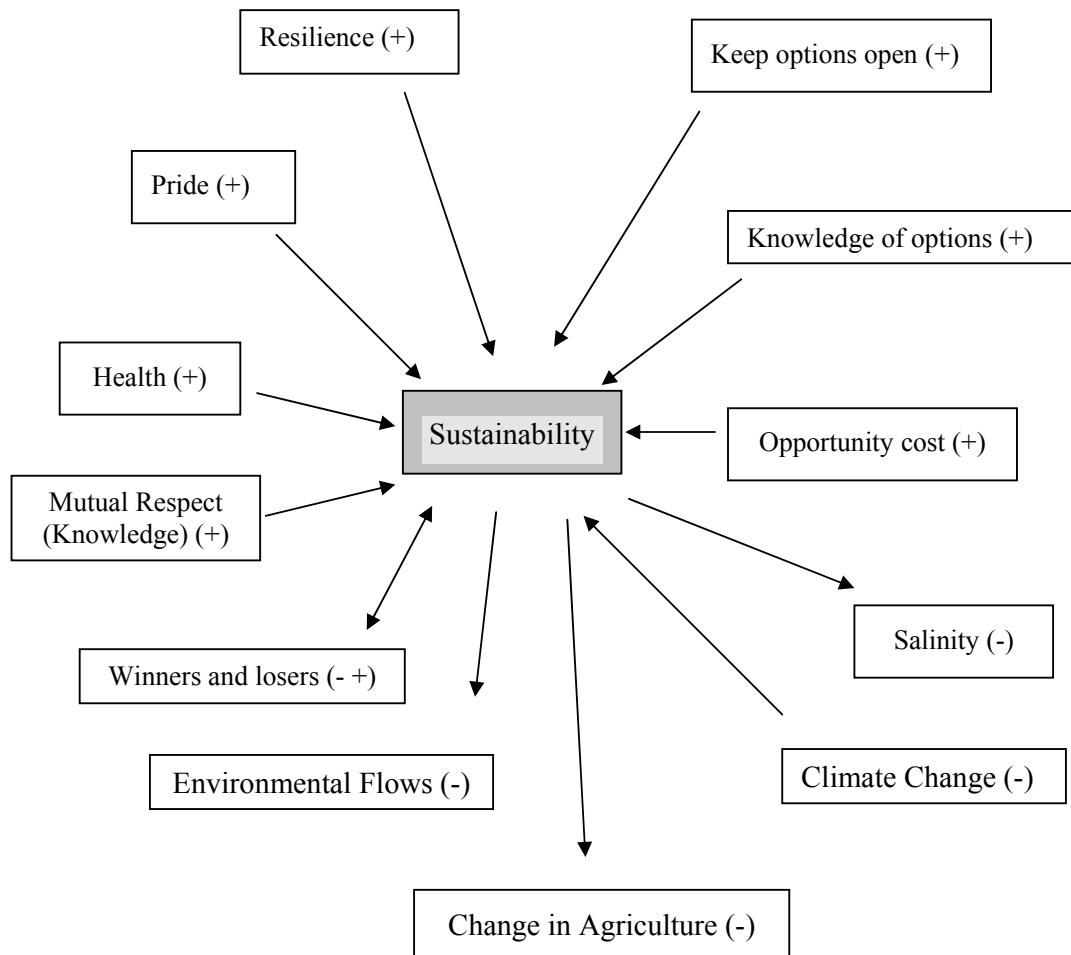 Resilience (+)
Keep options open (+)
Pride (+)
Knowledge of options (+)
Health (+)
Sustainability
Opportunity cost (+)
Mutual Respect
(Knowledge) (+)
Salinity (-)
Winners and losers (- +)
Environmental Flows (-)
Climate Change (-)
Change in Agriculture (-)